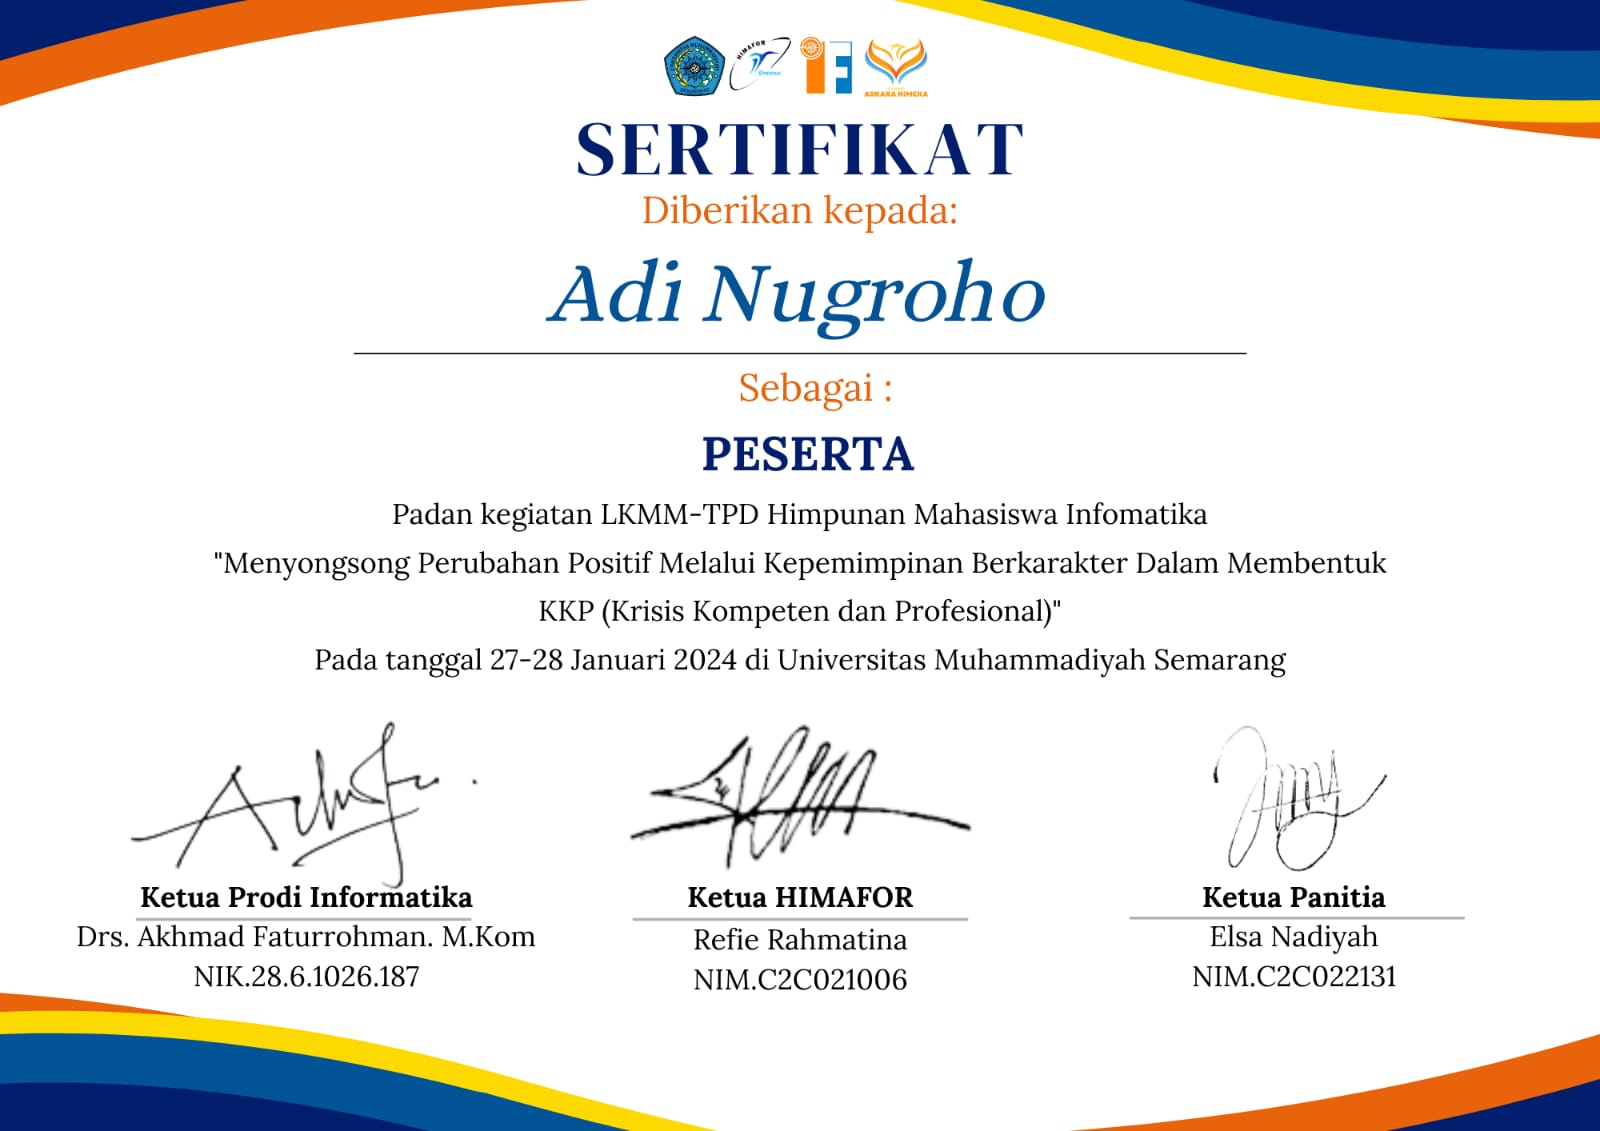 HIMAFOR
Unimus
ASKARA HIMEKA
SERTIFIKAT
Diberikan kepada:
Adi Nugroho
Sebagai :
PESERTA
Padan kegiatan LKMM-TPD Himpunan Mahasiswa Infomatika
"Menyongsong Perubahan Positif Melalui Kepemimpinan Berkarakter Dalam Membentuk
KKP (Krisis Kompeten dan Profesional)"
Pada tanggal 27-28 Januari 2024 di Universitas Muhammadiyah Semarang
Ketua Prodi Informatika
Drs. Akhmad Faturrohman. M.Kom
NIK.28.6.1026.187
Ketua HIMAFOR
Refie Rahmatina
NIM.C2C021006
Ketua Panitia
Elsa Nadiyah
NIM.C2C022131